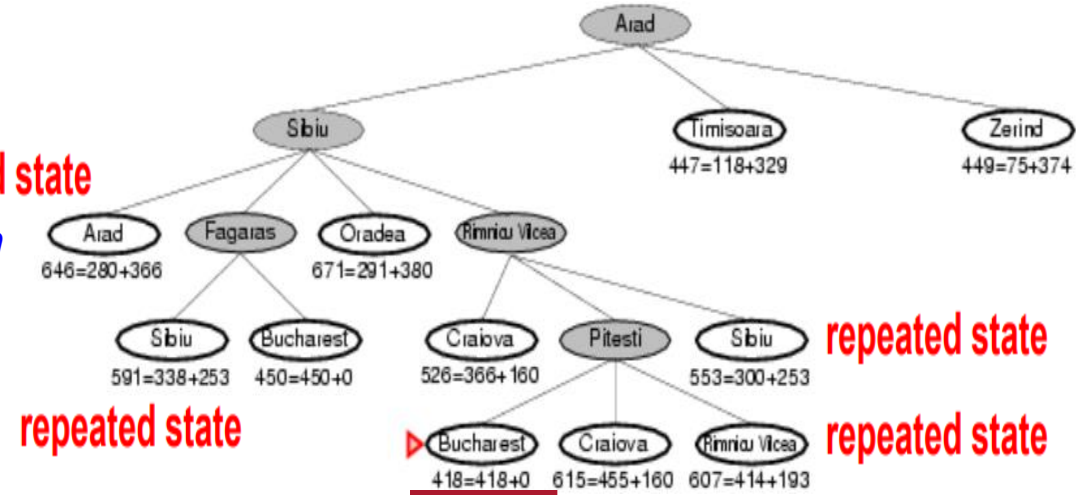 Arad
Sibiu
Timisoara
Zerind
447=118+329
449=75+374
state
Arad
Fagaras
Oradea
Rimnicu Vilcea
646=280+366
671=291+380
Sibiu
Bucharest
Craiova
Pitesti
Sibiu
repeated state
591=338+253
450=450+0
526=366+160
553=300+253
repeated state
Bucharest
Craiova
Rimnicu Vilcea
repeated state
418=418+0
615=455+160
607=414+193